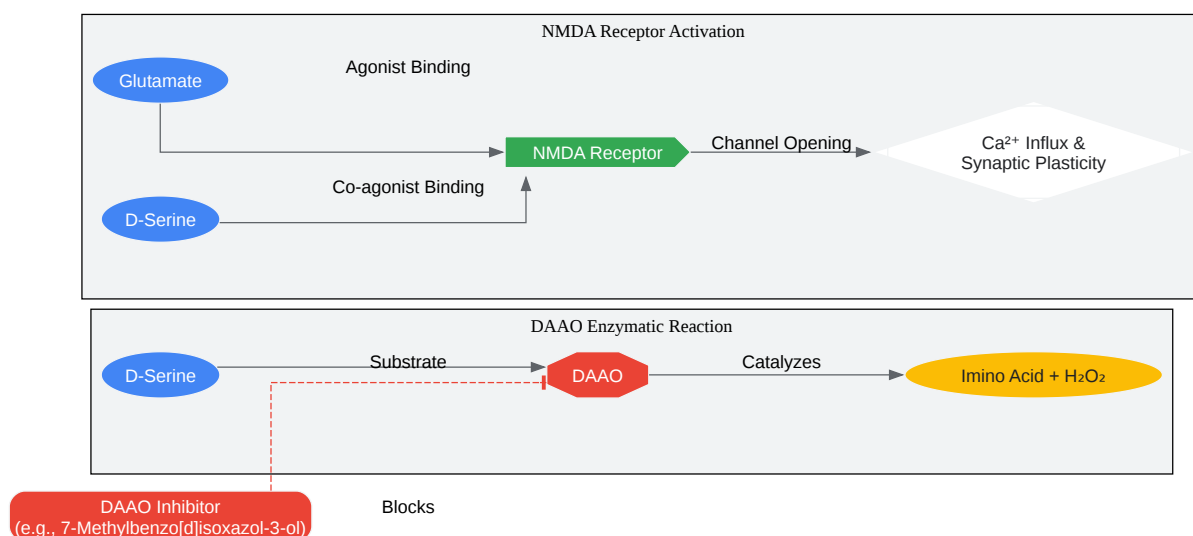 NMDA Receptor Activation
Glutamate
Agonist Binding
NMDA Receptor
Channel Opening
Ca²⁺ Influx &
Synaptic Plasticity
Co-agonist Binding
D-Serine
DAAO Enzymatic Reaction
D-Serine
Substrate
DAAO
Catalyzes
Imino Acid + H₂O₂
DAAO Inhibitor
(e.g., 7-Methylbenzo[d]isoxazol-3-ol)
Blocks